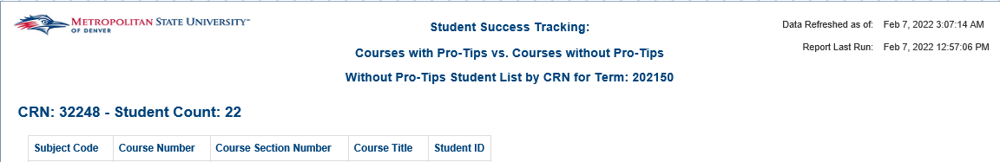 METROPOLITAN STATE UNIVERSITY™
OF DENVER
Student Success Tracking:
Courses with Pro-Tips vs. Courses without Pro-Tips
Without Pro-Tips Student List by CRN for Term: 202150
Data Refreshed as of: Feb 7, 2022 3:07:14 AM
Report Last Run: Feb 7, 2022 12:57:06 PM
CRN: 32248 - Student Count: 22
Subject Code Course Number Course Section Number Course Title Student ID